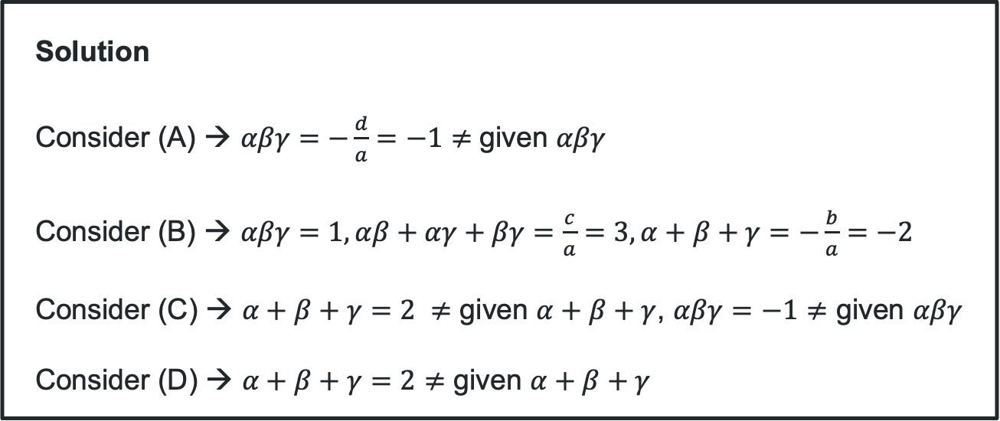 Solution
Consider (A) → αβγ = −d/a = −1 ≠ given αβγ
Consider (B) → αβγ = 1, αβ + αγ + βγ = c/a = 3, α + β + γ = −b/a = −2
Consider (C) → α + β + γ = 2 ≠ given α + β + γ, αβγ = −1 ≠ given αβγ
Consider (D) → α + β + γ = 2 ≠ given α + β + γ